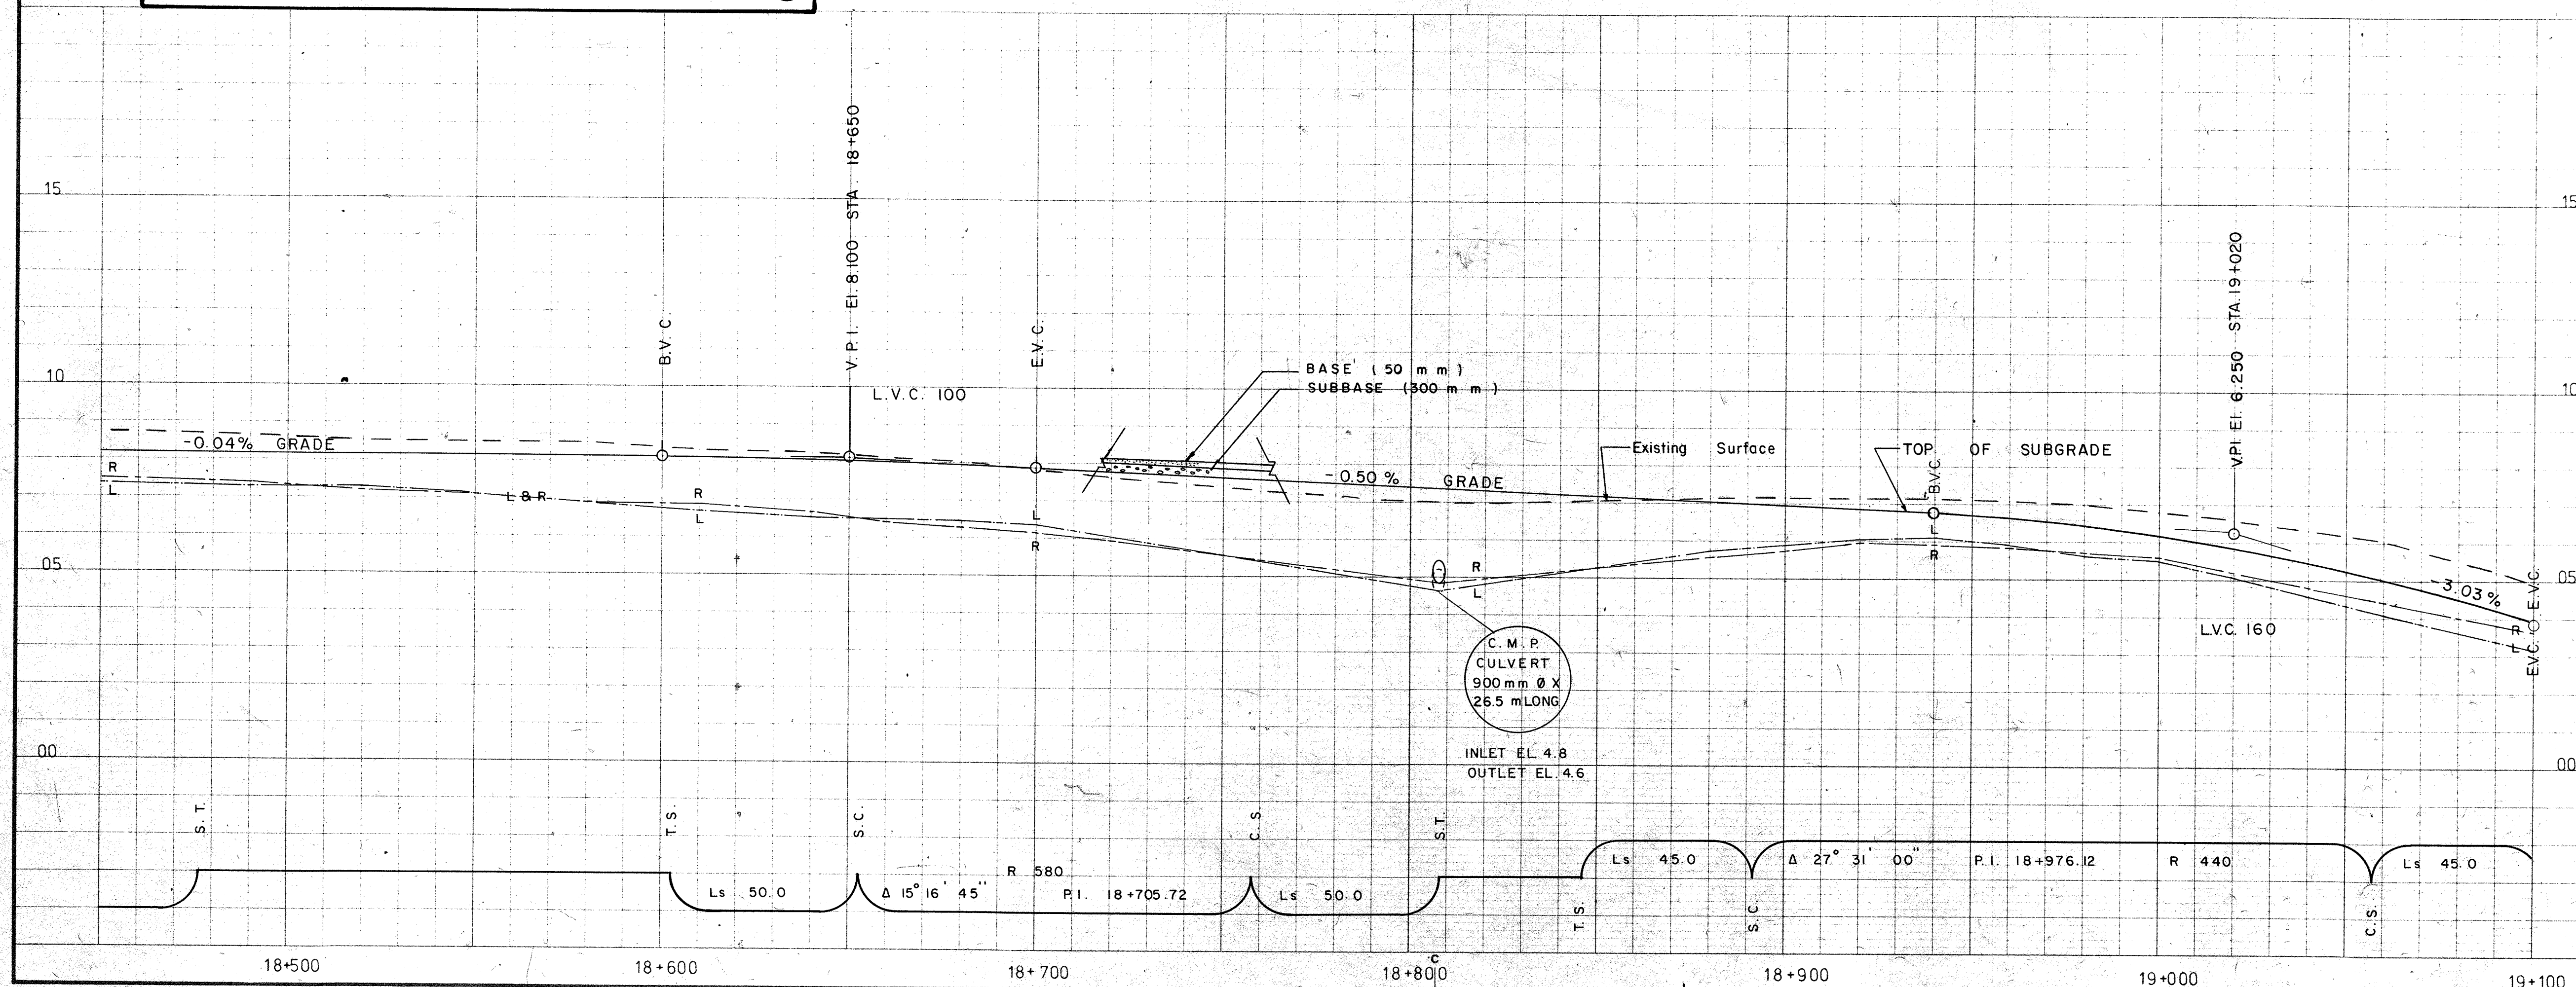 V.P.I. El. 8.100 STA. 18+650
V.P.I. El. 6.250 STA. 19+020
15
15
B.V.C.
E.V.C.
BASE (50 mm)
SUBBASE (300 mm)
10
10
L.V.C. 100
-0.04% GRADE
Existing Surface
TOP OF SUBGRADE
B.V.C.
R
L
L & R
R
L
-0.50% GRADE
L
R
L
R
05
05
R
L
-3.03%
E.V.C.
L.V.C. 160
R
L
E.V.C.
C.M.P.
CULVERT
900 mm Ø X
26.5 m LONG
00
00
INLET EL. 4.8
OUTLET EL. 4.6
S.T.
T.S.
S.C.
C.S.
S.T.
Ls 50.0
Δ 15° 16' 45"
R 580
P.I. 18+705.72
Ls 50.0
Ls 45.0
Δ 27° 31' 00"
P.I. 18+976.12
R 440
Ls 45.0
T.S.
S.C.
C.S.
C
18+500
18+600
18+700
18+800
18+900
19+000
19+100